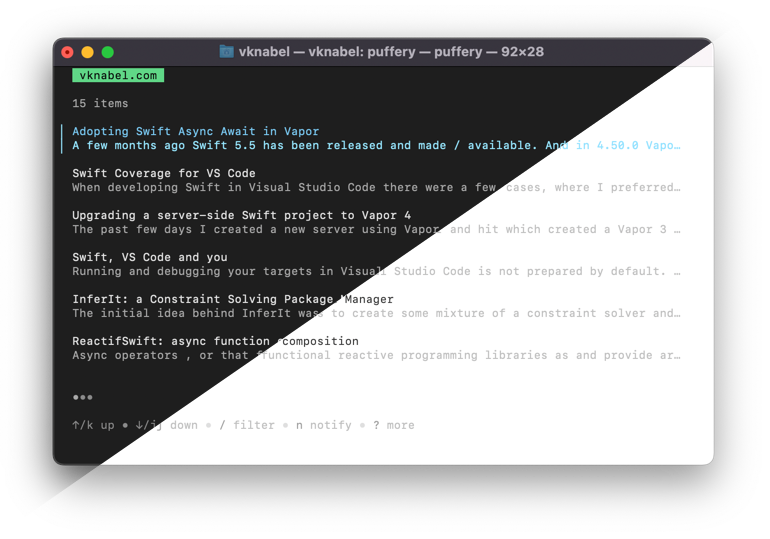 vknabel — vknabel: puffery — puffery — 92×28
vknabel.com
15 items
Adopting Swift Async Await in Vapor
A few months ago Swift 5.5 has been released and made / available. And in 4.50.0 Vapo…
Swift Coverage for VS Code
When developing Swift in Visual Studio Code there were a few cases, where I preferred…
Upgrading a server-side Swift project to Vapor 4
The past few days I created a new server using Vapor and hit which created a Vapor 3 …
Swift, VS Code and you
Running and debugging your targets in Visual Studio Code is not prepared by default. …
InferIt: a Constraint Solving Package Manager
The initial idea behind InferIt was to create some mixture of a constraint solver and…
ReactifSwift: async function composition
Async operators , or that functional reactive programming libraries as and provide ar…
•••
↑/k up • ↓/j down • / filter • n notify • ? more